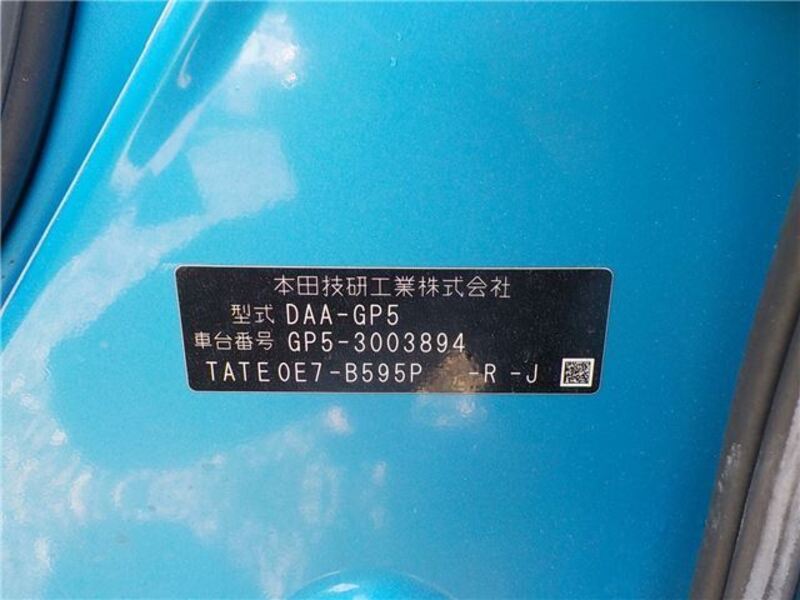 本田技研工業株式会社
型式 DAA-GP5
車台番号 GP5-3003894
TATE0E7-B595P -R -J